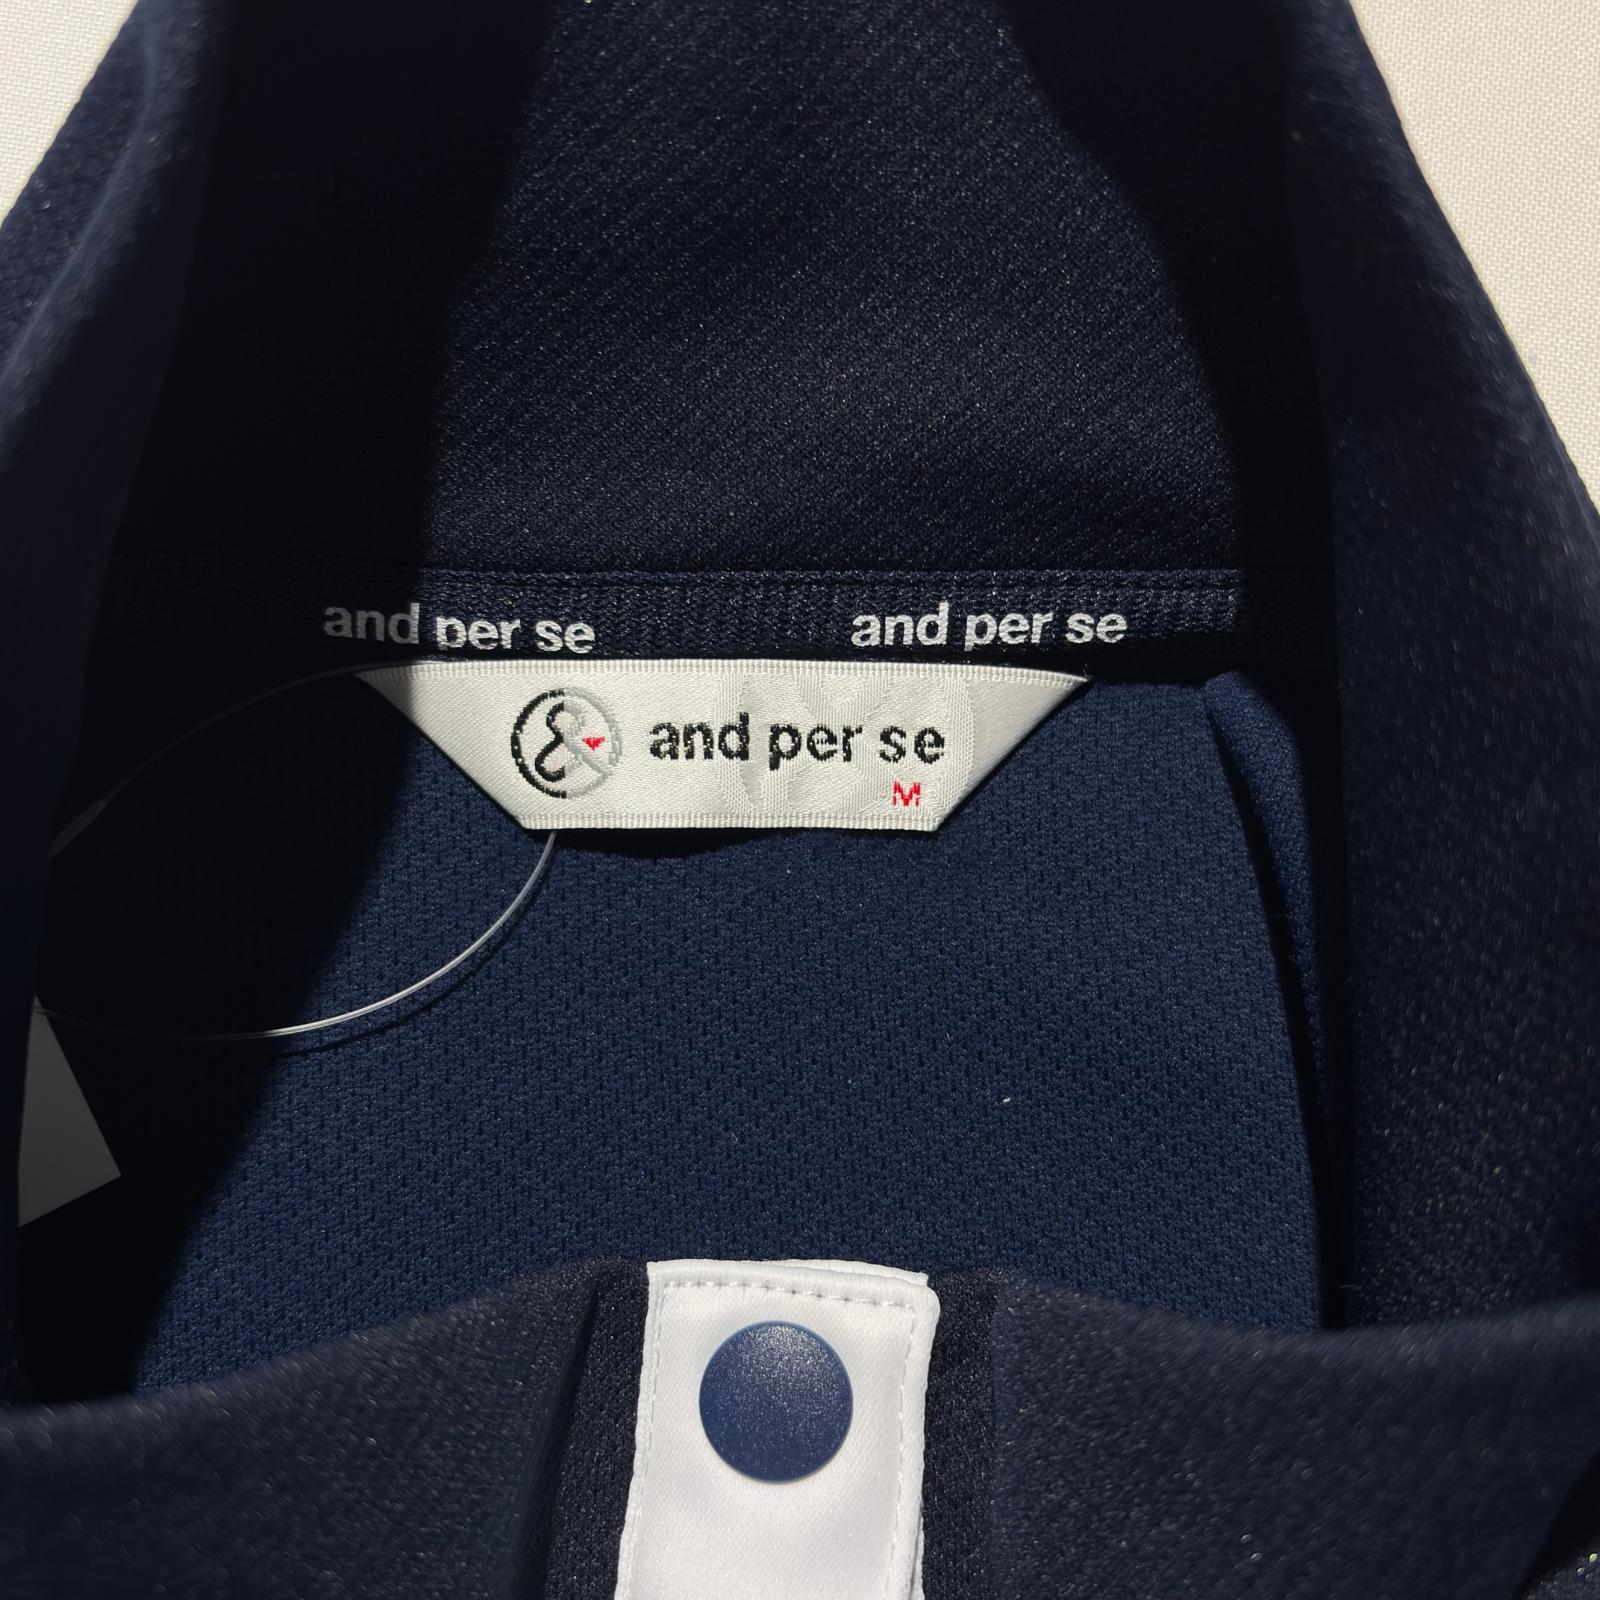 and per se and per se
and per se
M